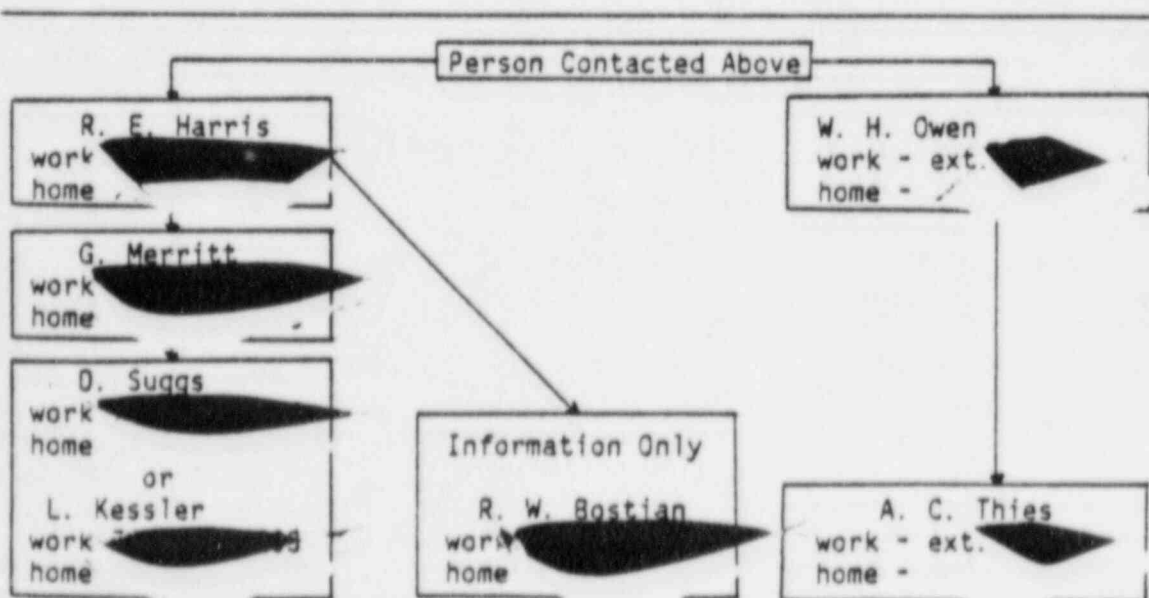 Person Contacted Above
R. E. Harris
work
home
W. H. Owen
work - ext.
home -
G. Merritt
work
home
D. Suggs
work
home
or
L. Kessler
work
home
Information Only
R. W. Bostian
work
home
A. C. Thies
work - ext.
home -